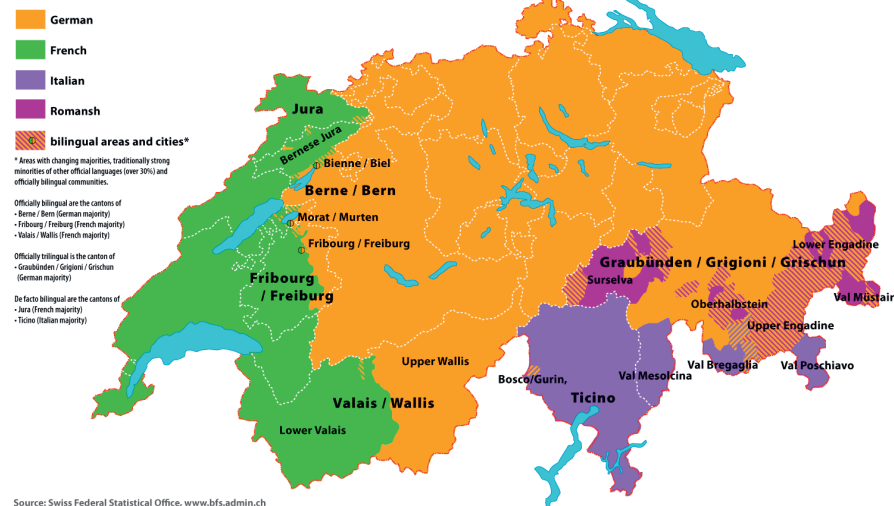 German
French
Italian
Romansh
bilingual areas and cities*
* Areas with changing majorities, traditionally strong
minorities of other official languages (over 30%) and
officially bilingual communities.
Officially bilingual are the cantons of
• Berne / Bern (German majority)
• Fribourg / Freiburg (French majority)
• Valais / Wallis (French majority)
Officially trilingual is the canton of
• Graubünden / Grigioni / Grischun
(German majority)
De facto bilingual are the cantons of
• Jura (French majority)
• Ticino (Italian majority)
Jura
Bernese Jura
Bienne / Biel
Berne / Bern
Morat / Murten
Fribourg / Freiburg
Fribourg
/ Freiburg
Lower Engadine
Graubünden / Grigioni / Grischun
Surselva
Val Müstair
Oberhalbstein
Upper Engadine
Upper Wallis
Val Bregaglia
Val Poschiavo
Bosco/Gurin,
Val Mesolcina
Ticino
Valais / Wallis
Lower Valais
Source: Swiss Federal Statistical Office, www.bfs.admin.ch